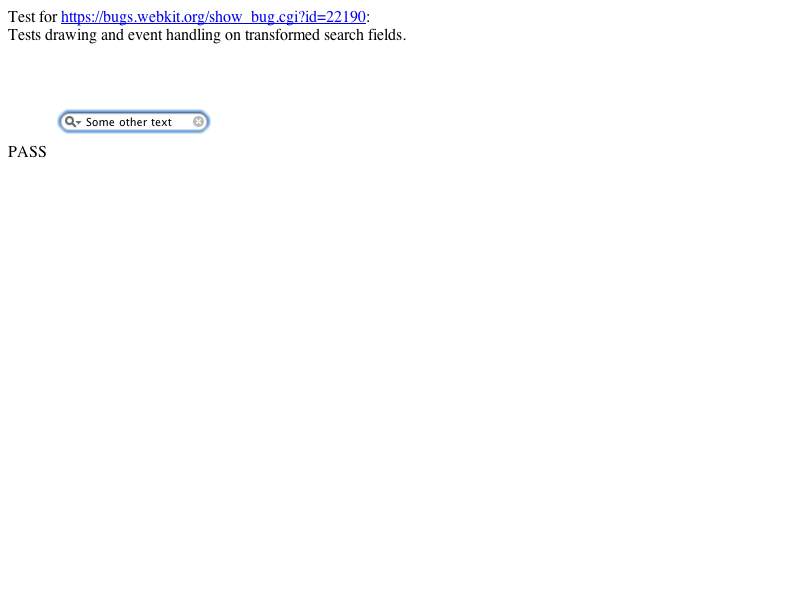 Test for https://bugs.webkit.org/show_bug.cgi?id=22190:
Tests drawing and event handling on transformed search fields.
Some other text
PASS